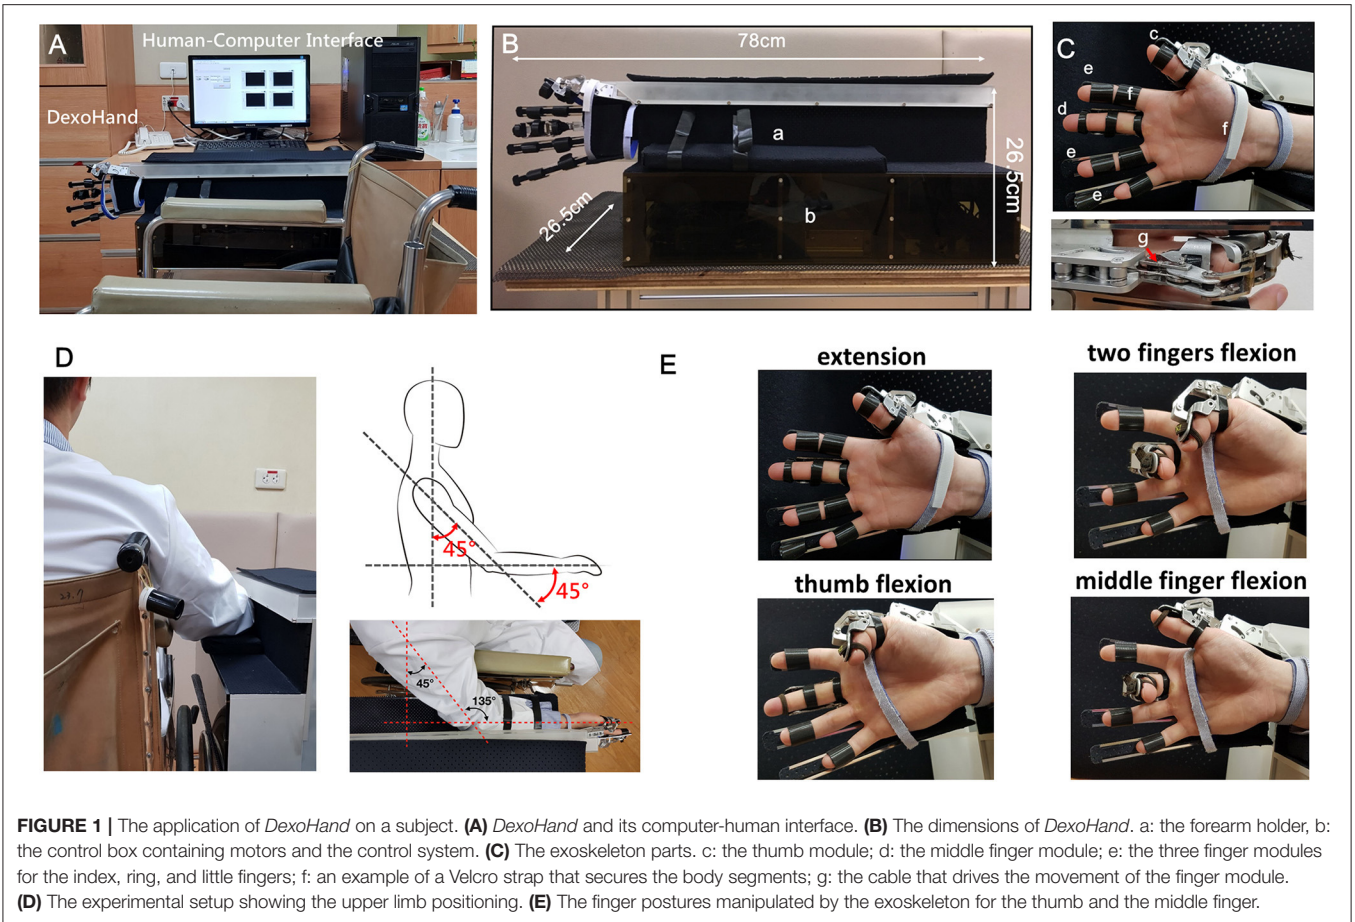 A
Human-Computer Interface
DexoHand
B
78cm
a
26.5cm
26.5cm
b
C
c
e
f
d
f
e
e
g
D
45°
45°
45°
135°
E
extension
two fingers flexion
thumb flexion
middle finger flexion
FIGURE 1 | The application of DexoHand on a subject. (A) DexoHand and its computer-human interface. (B) The dimensions of DexoHand. a: the forearm holder, b:
the control box containing motors and the control system. (C) The exoskeleton parts. c: the thumb module; d: the middle finger module; e: the three finger modules
for the index, ring, and little fingers; f: an example of a Velcro strap that secures the body segments; g: the cable that drives the movement of the finger module.
(D) The experimental setup showing the upper limb positioning. (E) The finger postures manipulated by the exoskeleton for the thumb and the middle finger.